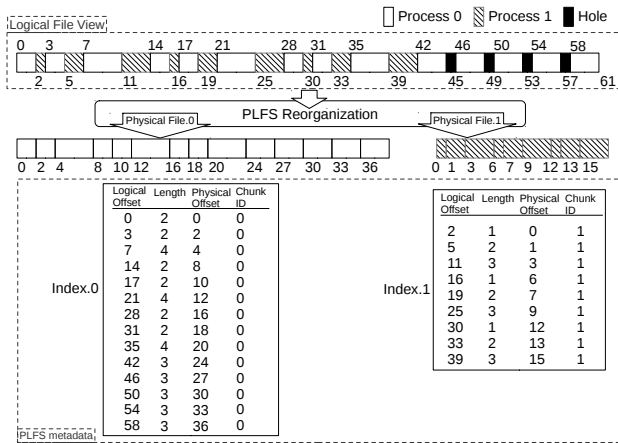 Process 0 Process 1 Hole
Logical File View
0 3 7 14 17 21 28 31 35 42 46 50 54 58
2 5 11 16 19 25 30 33 39 45 49 53 57 61
PLFS Reorganization
Physical File.0 Physical File.1
0 2 4 8 10 12 16 18 20 24 27 30 33 36
0 1 3 6 7 9 12 13 15
Logical Offset Length Physical Offset Chunk ID
0 2 0 0
3 2 2 0
7 4 4 0
14 2 8 0
17 2 10 0
21 4 12 0
28 2 16 0
31 2 18 0
35 4 20 0
42 3 24 0
46 3 27 0
50 3 30 0
54 3 33 0
58 3 36 0
Index.0
Logical Offset Length Physical Offset Chunk ID
2 1 0 1
5 2 1 1
11 3 3 1
16 1 6 1
19 2 7 1
25 3 9 1
30 1 12 1
33 2 13 1
39 3 15 1
Index.1
PLFS metadata